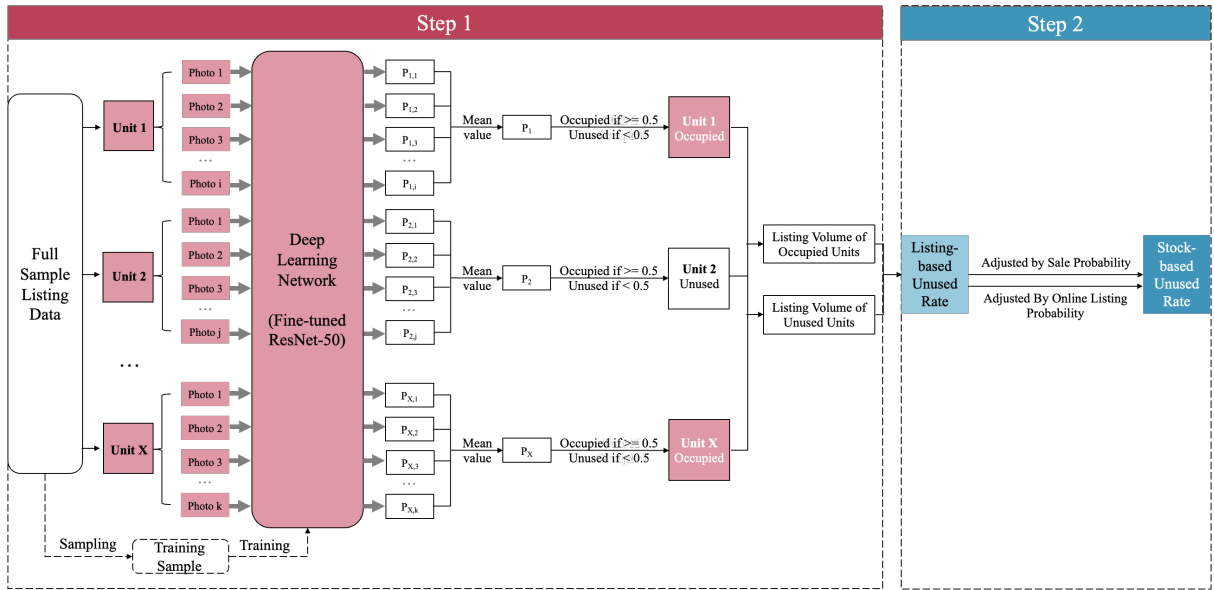 Step 1
Step 2
Full
Sample
Listing
Data
Unit 1
Photo 1
Photo 2
Photo 3
...
Photo i
Unit 2
Photo 1
Photo 2
Photo 3
...
Photo j
...
Unit X
Photo 1
Photo 2
Photo 3
...
Photo k
Deep
Learning
Network
(Fine-tuned
ResNet-50)
P1,1
P1,2
P1,3
...
P1,i
P2,1
P2,2
P2,3
...
P2,j
PX,1
PX,2
PX,3
...
PX,k
Mean
value
P1
Occupied if >= 0.5
Unused if < 0.5
Unit 1
Occupied
Mean
value
P2
Occupied if >= 0.5
Unused if < 0.5
Unit 2
Unused
Mean
value
PX
Occupied if >= 0.5
Unused if < 0.5
Unit X
Occupied
Listing Volume of
Occupied Units
Listing Volume of
Unused Units
Listing-
based
Unused
Rate
Adjusted by Sale Probability
Adjusted By Online Listing
Probability
Stock-
based
Unused
Rate
Sampling
Training
Sample
Training